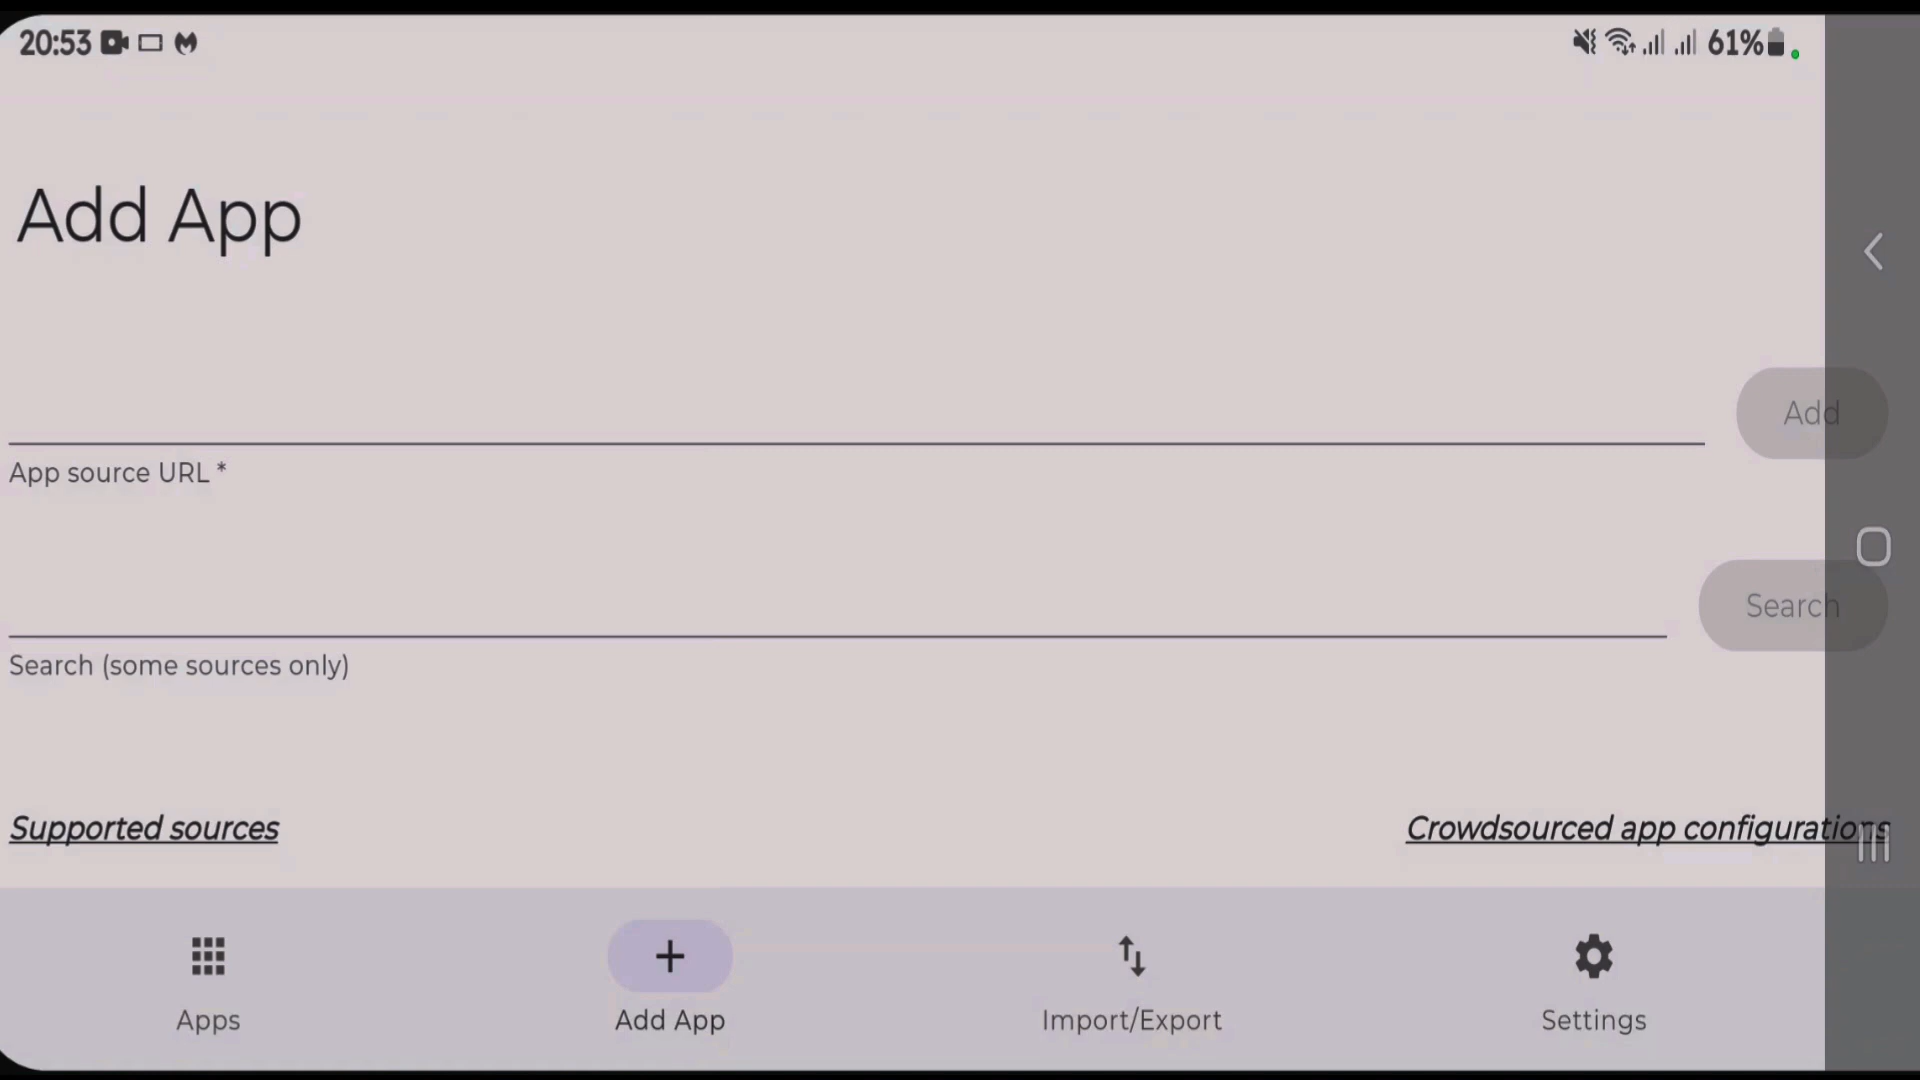 20:53
61%
Add App
Add
App source URL *
Search
Search (some sources only)
Supported sources
Crowdsourced app configurations
Apps
Add App
Import/Export
Settings